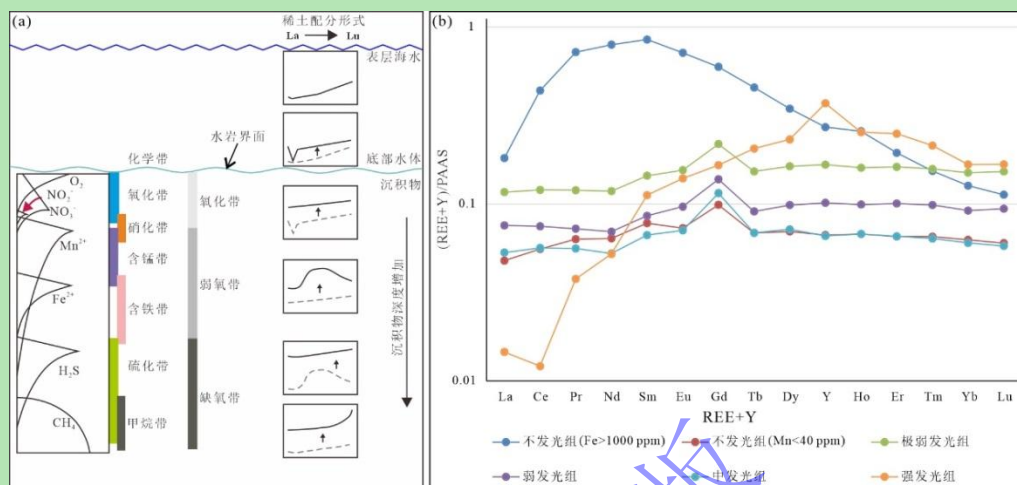 (a)
稀土配分形式
La Lu
表层海水
水岩界面
底部水体
化学带
沉积物
O₂
NO₂⁻
NO₃⁻
Mn²⁺
Fe²⁺
H₂S
CH₄
氧化带
硝化带
含锰带
含铁带
硫化带
甲烷带
氧化带
弱氧带
缺氧带
沉积物深度增加
(b)
(REE+Y)/PAAS
1
0.1
0.01
La Ce Pr Nd Sm Eu Gd Tb Dy Y Ho Er Tm Yb Lu
REE+Y
不发光组(Fe>1000 ppm) 不发光组(Mn<40 ppm) 极弱发光组
弱发光组 中发光组 强发光组